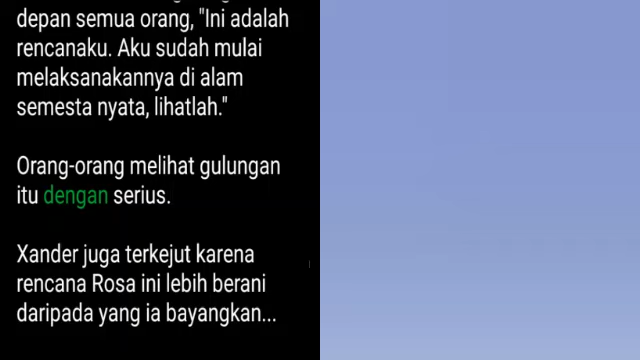 depan semua orang, "Ini adalah
rencanaku. Aku sudah mulai
melaksanakannya di alam
semesta nyata, lihatlah."
Orang-orang melihat gulungan
itu dengan serius.
Xander juga terkejut karena
rencana Rosa ini lebih berani
daripada yang ia bayangkan...